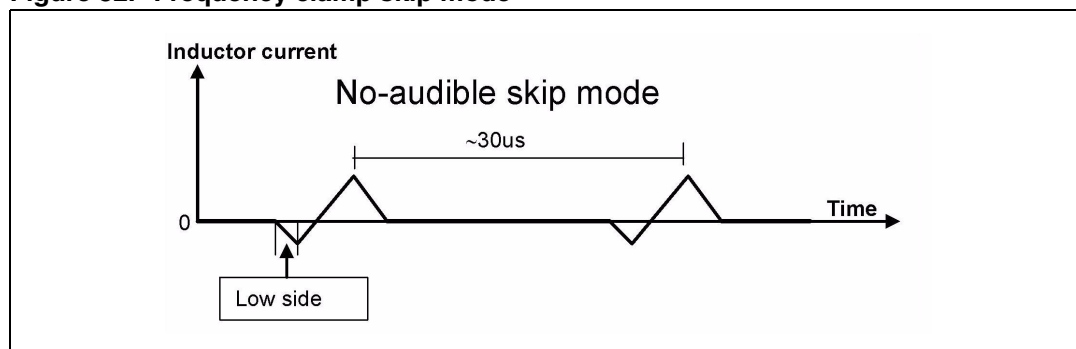 Inductor current
No-audible skip mode
~30us
0
Time
Low side